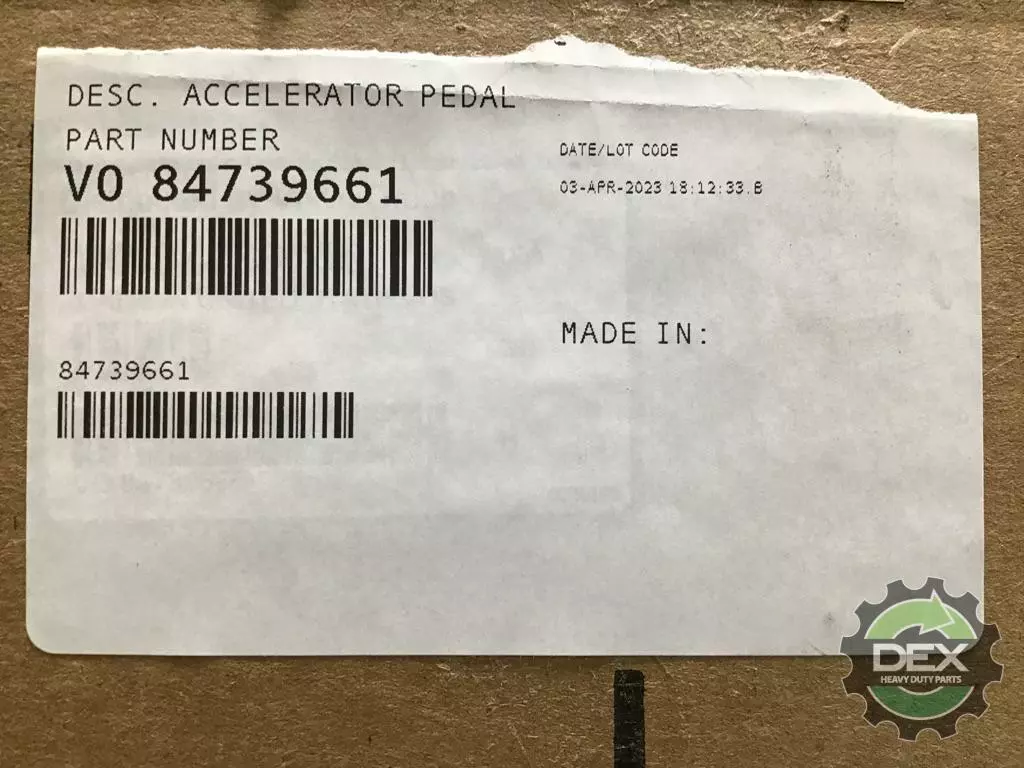 DESC. ACCELERATOR PEDAL
PART NUMBER
VO 84739661
DATE/LOT CODE
03-APR-2023 18:12:33.B
MADE IN:
84739661
DEX
HEAVY DUTY PARTS